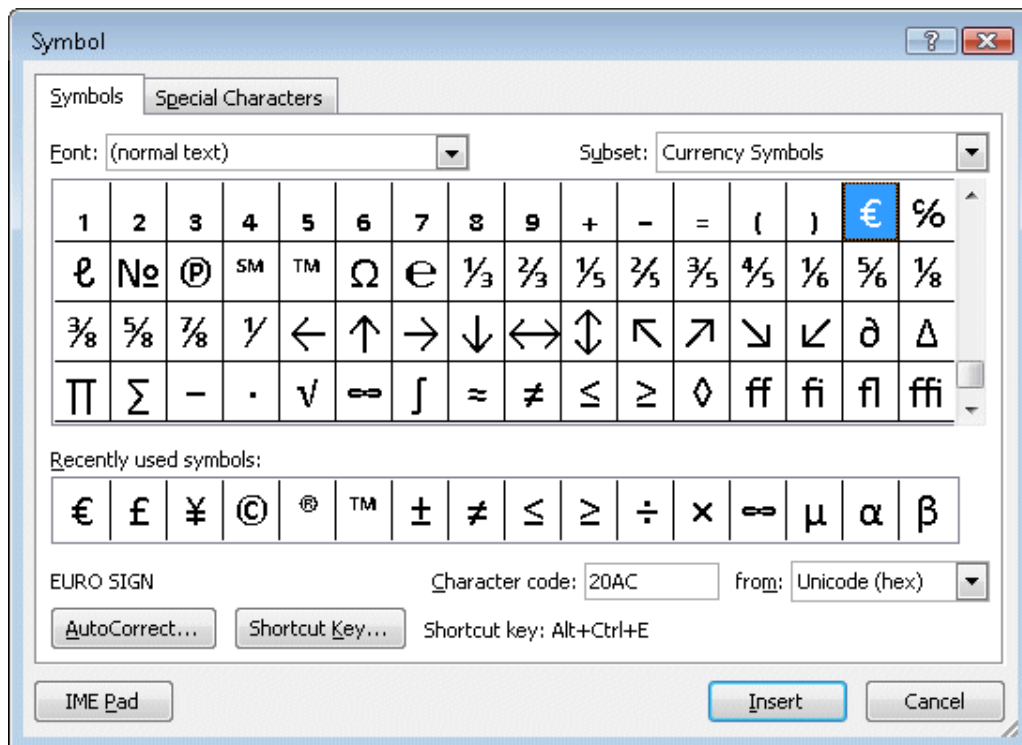 Symbol
Symbols Special Characters
Font: (normal text) Subset: Currency Symbols
1 2 3 4 5 6 7 8 9 + − = ( ) € ℅
ℓ № ℗ ℠ ™ Ω ℮ ⅓ ⅔ ⅕ ⅖ ⅗ ⅘ ⅙ ⅚ ⅛
⅜ ⅝ ⅞ ⅟ ← ↑ → ↓ ↔ ↕ ↖ ↗ ↘ ↙ ∂ ∆
∏ ∑ − ∙ √ ∞ ∫ ≈ ≠ ≤ ≥ ◊ ff fi fl ffi
Recently used symbols:
€ £ ¥ © ® ™ ± ≠ ≤ ≥ ÷ × ∞ µ α β
EURO SIGN Character code: 20AC from: Unicode (hex)
AutoCorrect... Shortcut Key... Shortcut key: Alt+Ctrl+E
IME Pad Insert Cancel